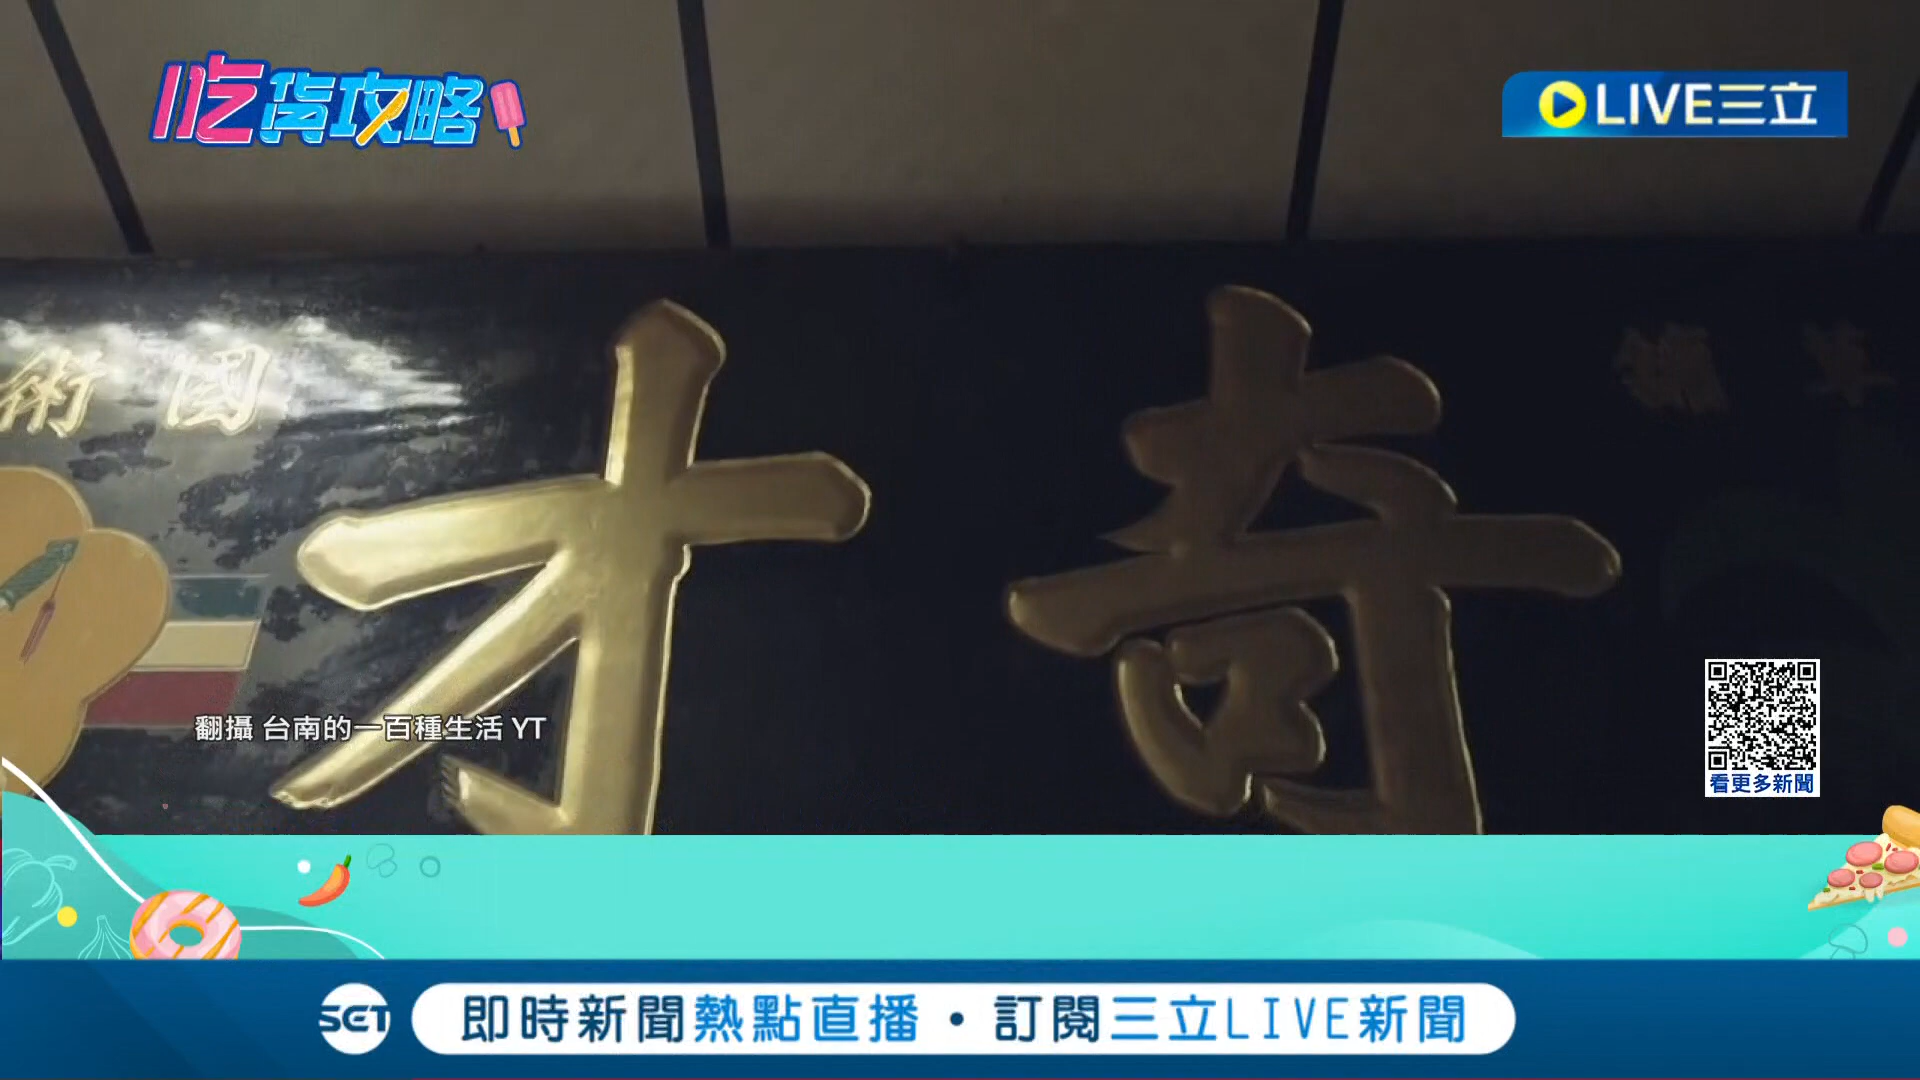 吃貨攻略
LIVE三立
術國
才奇
翻攝 台南的一百種生活 YT
看更多新聞
SET
即時新聞熱點直播・訂閱三立LIVE新聞